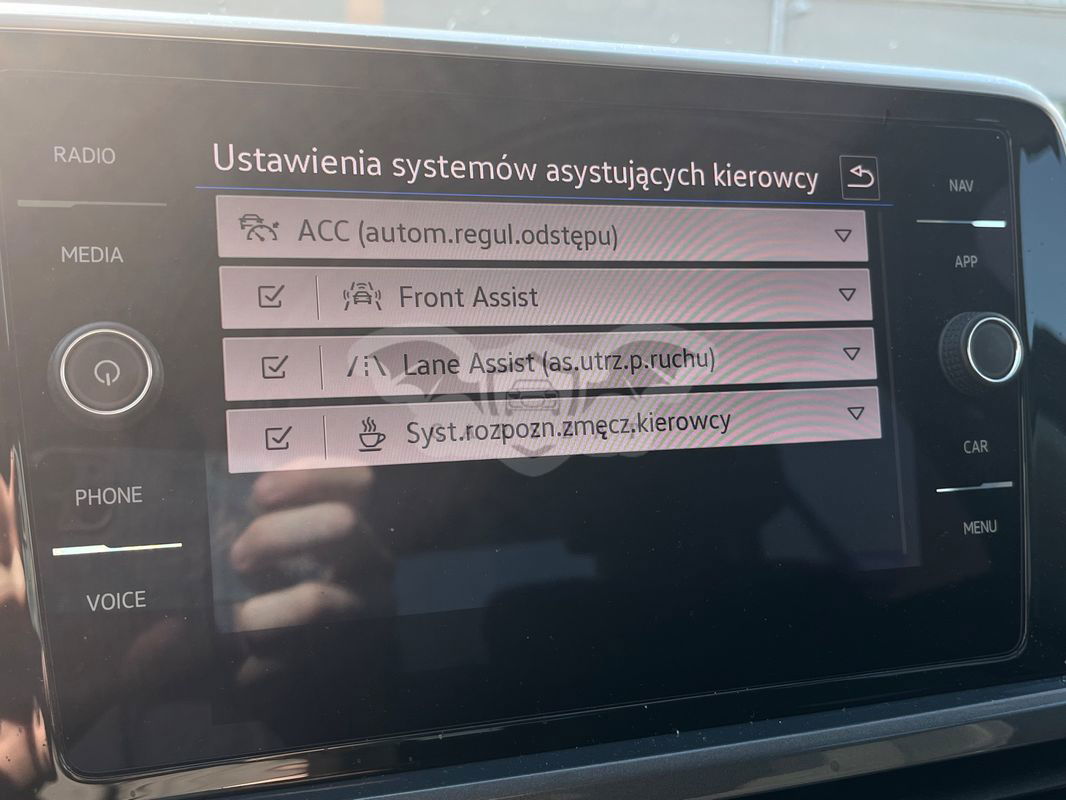 RADIO
MEDIA
PHONE
VOICE
Ustawienia systemów asystujących kierowcy
ACC (autom.regul.odstępu)
Front Assist
Lane Assist (as.utrz.p.ruchu)
Syst.rozpozn.zmęcz.kierowcy
NAV
APP
CAR
MENU